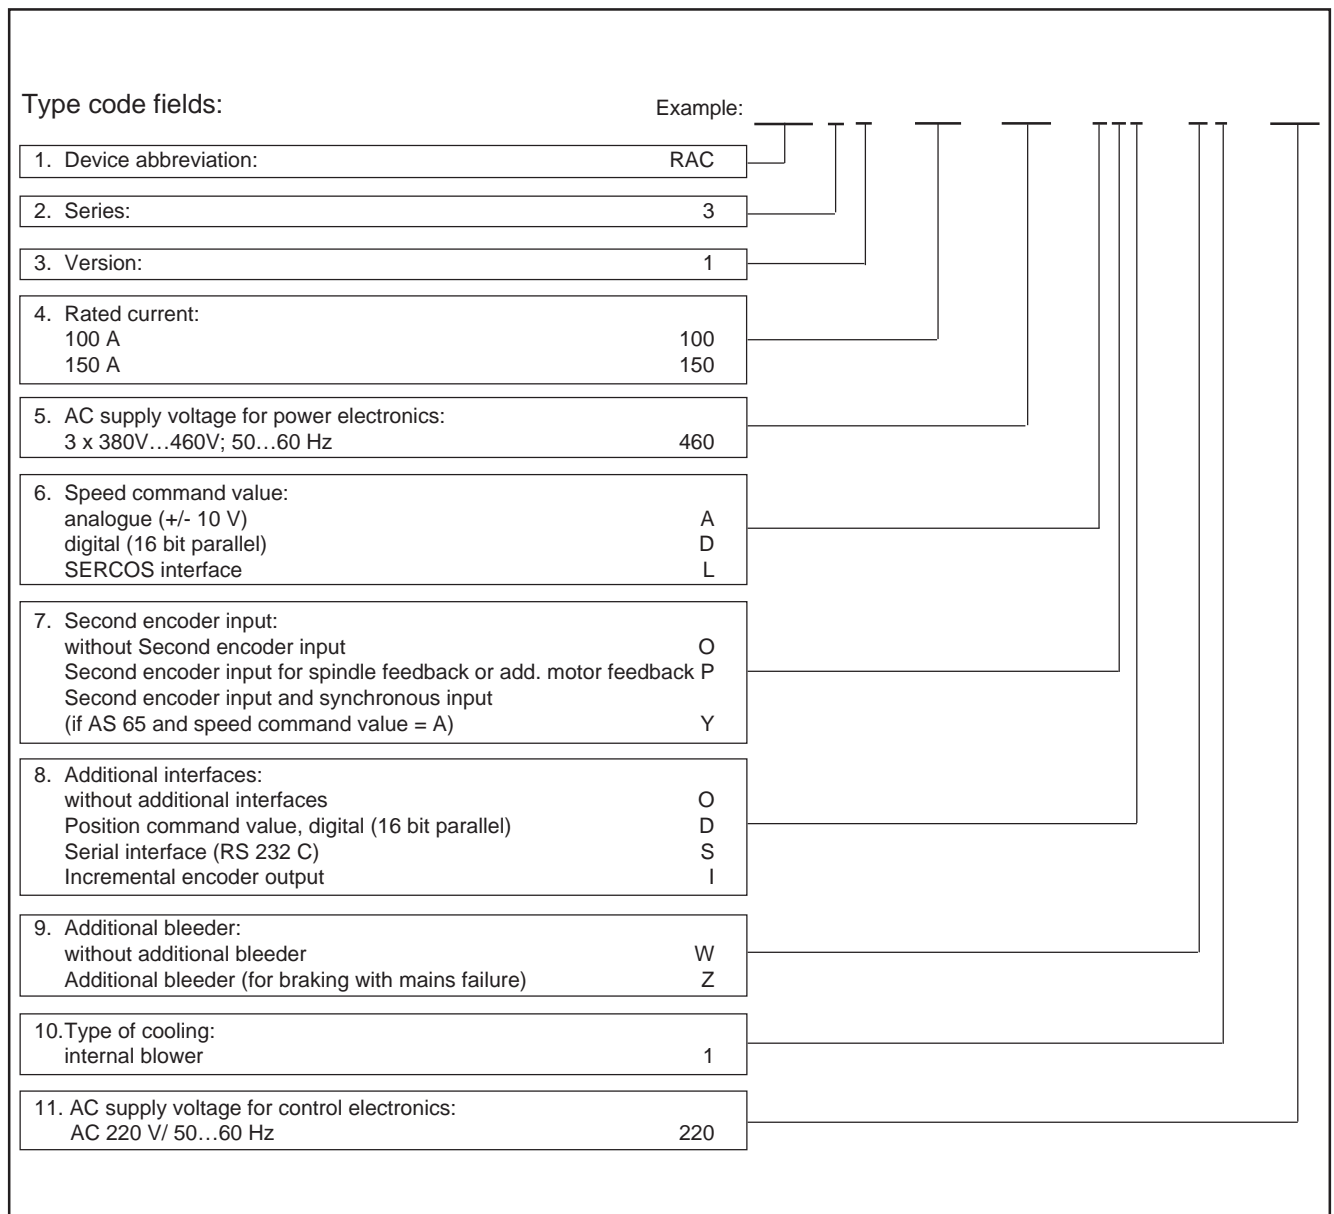 Type code fields: Example:
1. Device abbreviation: RAC
2. Series: 3
3. Version: 1
4. Rated current:
100 A 100
150 A 150
5. AC supply voltage for power electronics:
3 x 380V…460V; 50…60 Hz 460
6. Speed command value:
analogue (+/- 10 V) A
digital (16 bit parallel) D
SERCOS interface L
7. Second encoder input:
without Second encoder input O
Second encoder input for spindle feedback or add. motor feedback P
Second encoder input and synchronous input
(if AS 65 and speed command value = A) Y
8. Additional interfaces:
without additional interfaces O
Position command value, digital (16 bit parallel) D
Serial interface (RS 232 C) S
Incremental encoder output I
9. Additional bleeder:
without additional bleeder W
Additional bleeder (for braking with mains failure) Z
10.Type of cooling:
internal blower 1
11. AC supply voltage for control electronics:
AC 220 V/ 50…60 Hz 220